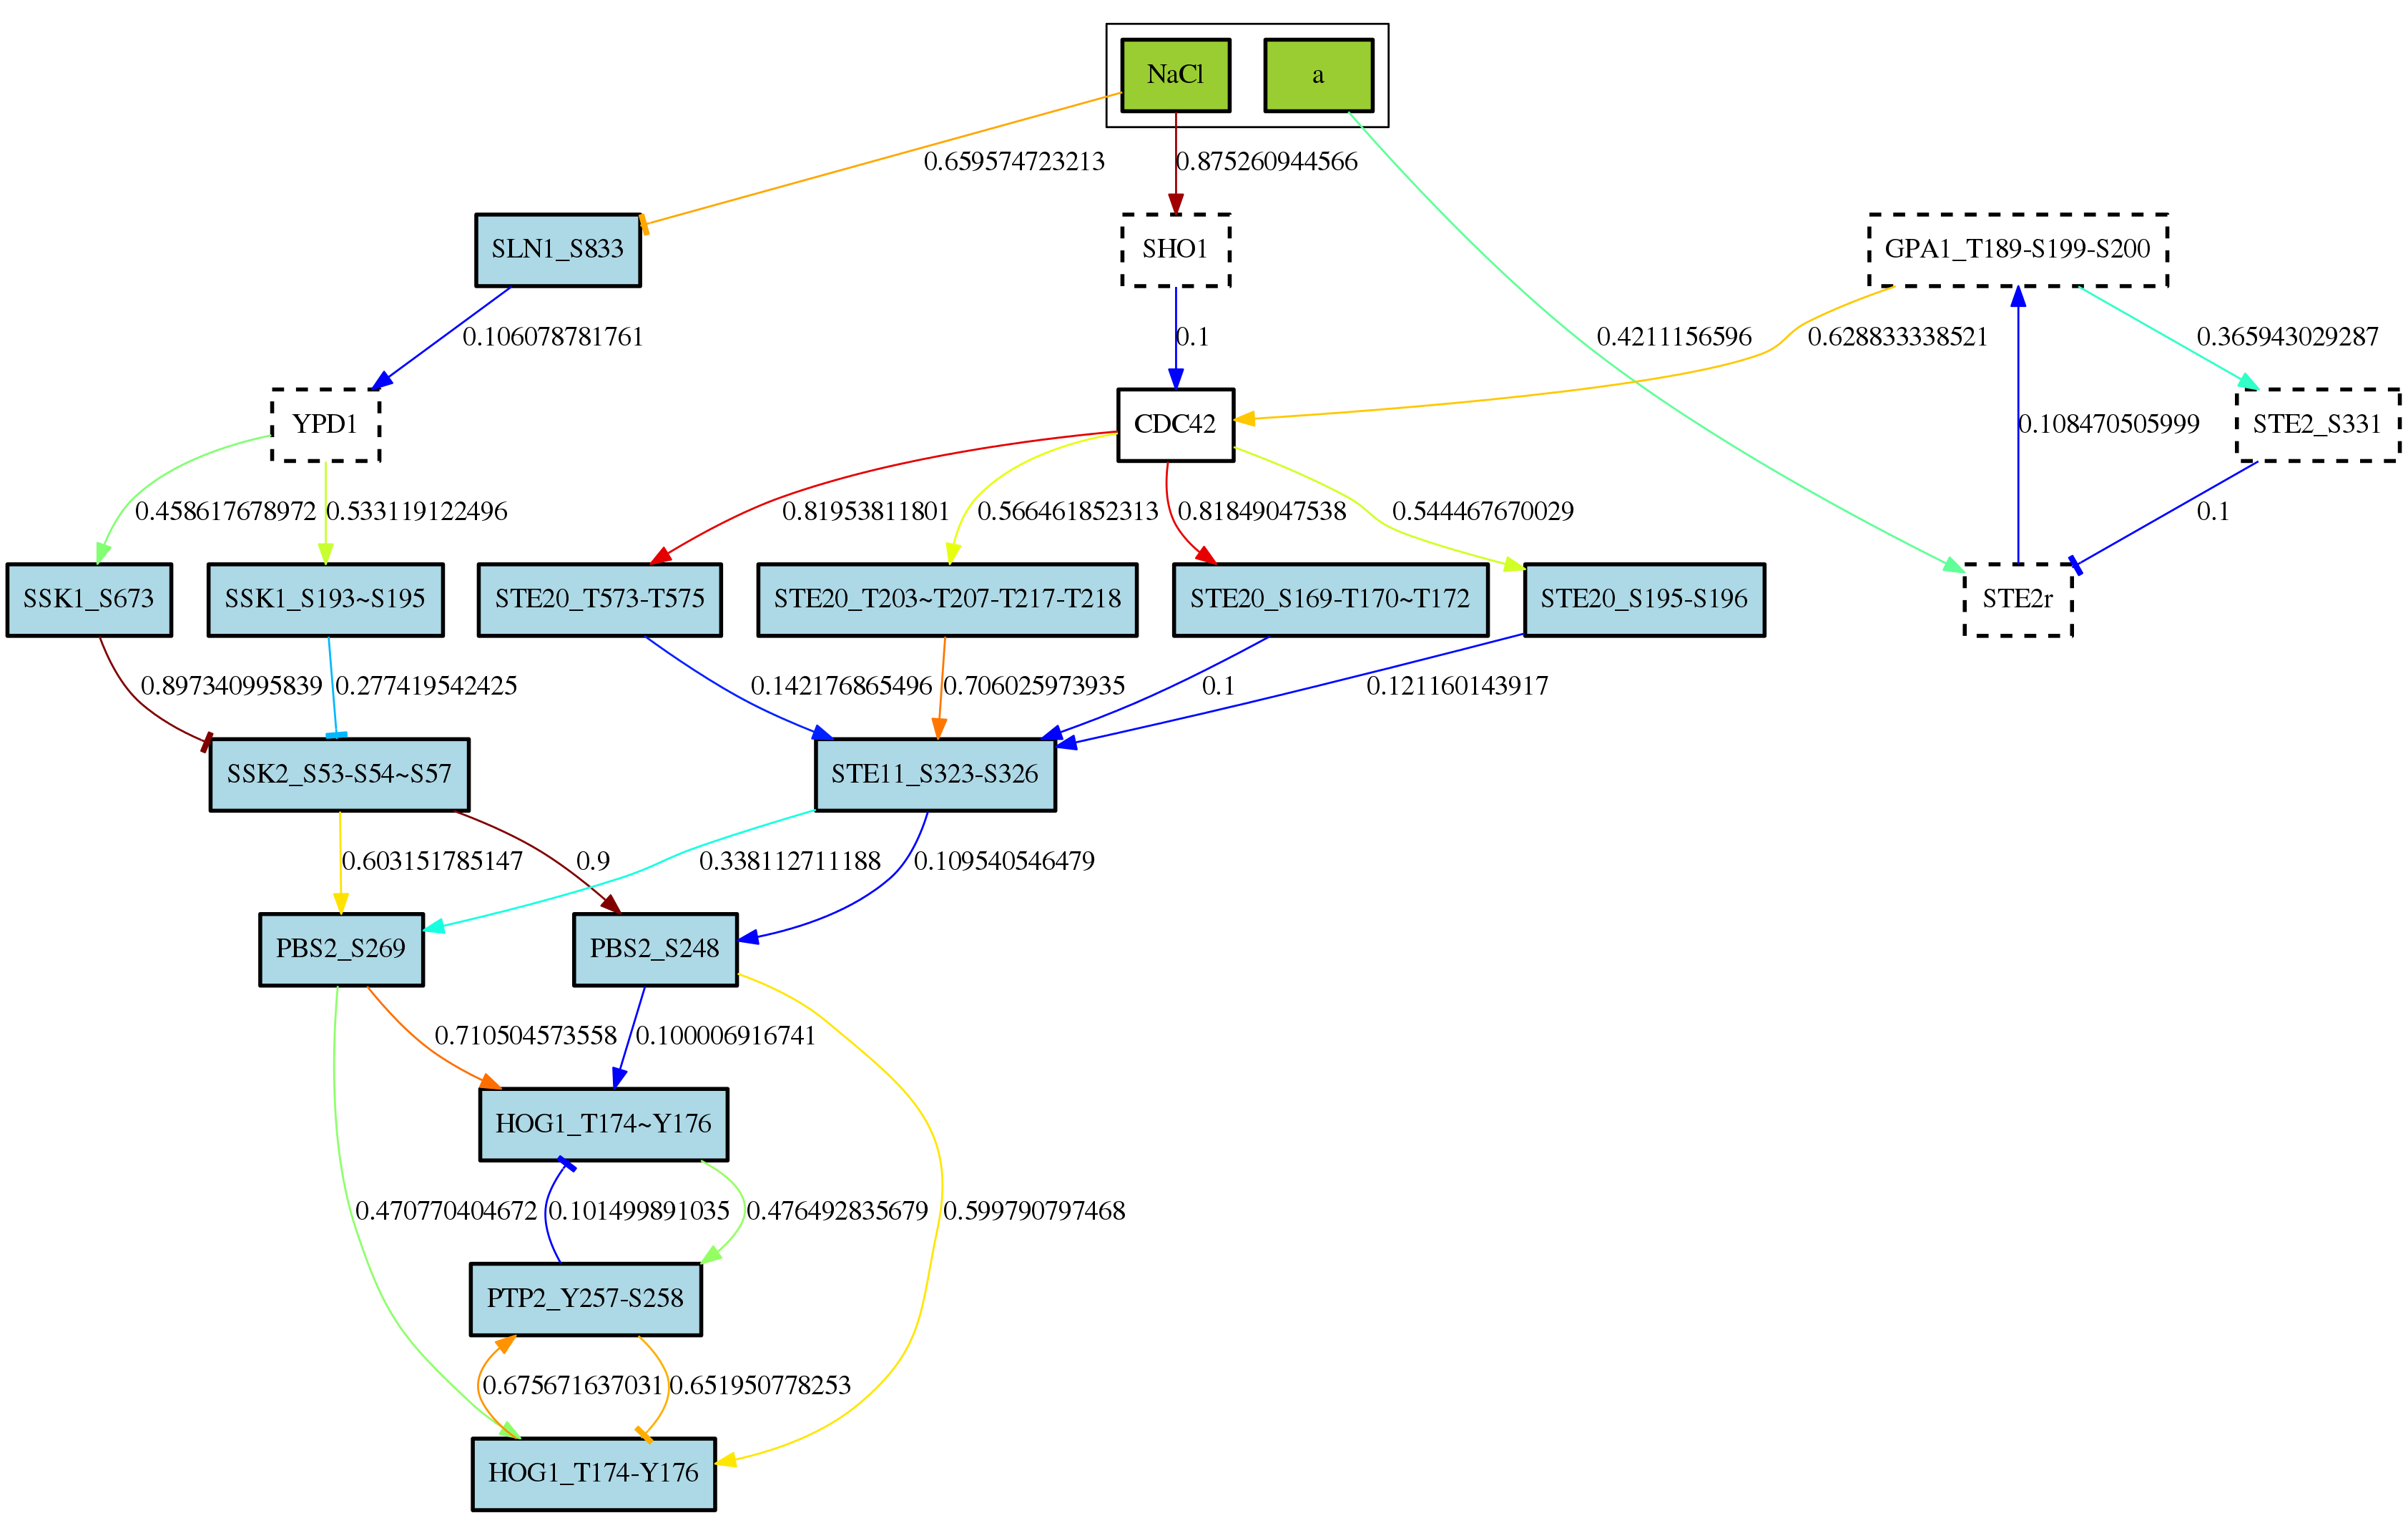 NaCl
a
0.659574723213
0.875260944566
SLN1_S833
SHO1
GPA1_T189-S199-S200
0.106078781761
0.1
0.4211156596
0.628833338521
0.365943029287
YPD1
CDC42
0.108470505999
STE2_S331
0.458617678972
0.533119122496
0.81953811801
0.566461852313
0.81849047538
0.544467670029
0.1
SSK1_S673
SSK1_S193~S195
STE20_T573-T575
STE20_T203~T207-T217-T218
STE20_S169-T170~T172
STE20_S195-S196
STE2r
0.897340995839
0.277419542425
0.142176865496
0.706025973935
0.1
0.121160143917
SSK2_S53-S54~S57
STE11_S323-S326
0.603151785147
0.9
0.338112711188
0.109540546479
PBS2_S269
PBS2_S248
0.710504573558
0.100006916741
HOG1_T174~Y176
0.470770404672
0.101499891035
0.476492835679
0.599790797468
PTP2_Y257-S258
0.675671637031
0.651950778253
HOG1_T174-Y176